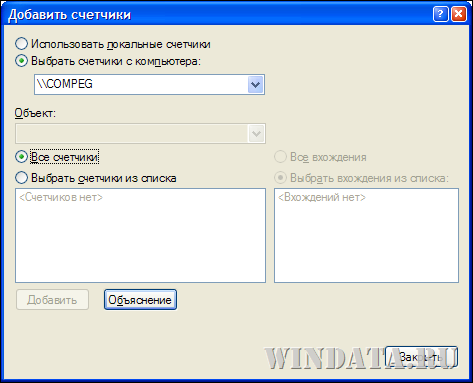 Добавить счетчики
Использовать локальные счетчики
Выбрать счетчики с компьютера:
\\COMPEG
Объект:
Все счетчики
Все вхождения
Выбрать счетчики из списка
Выбрать вхождения из списка:
<Счетчиков нет>
<Вхождений нет>
Добавить
Объяснение
Закрыть
WINDATA.RU